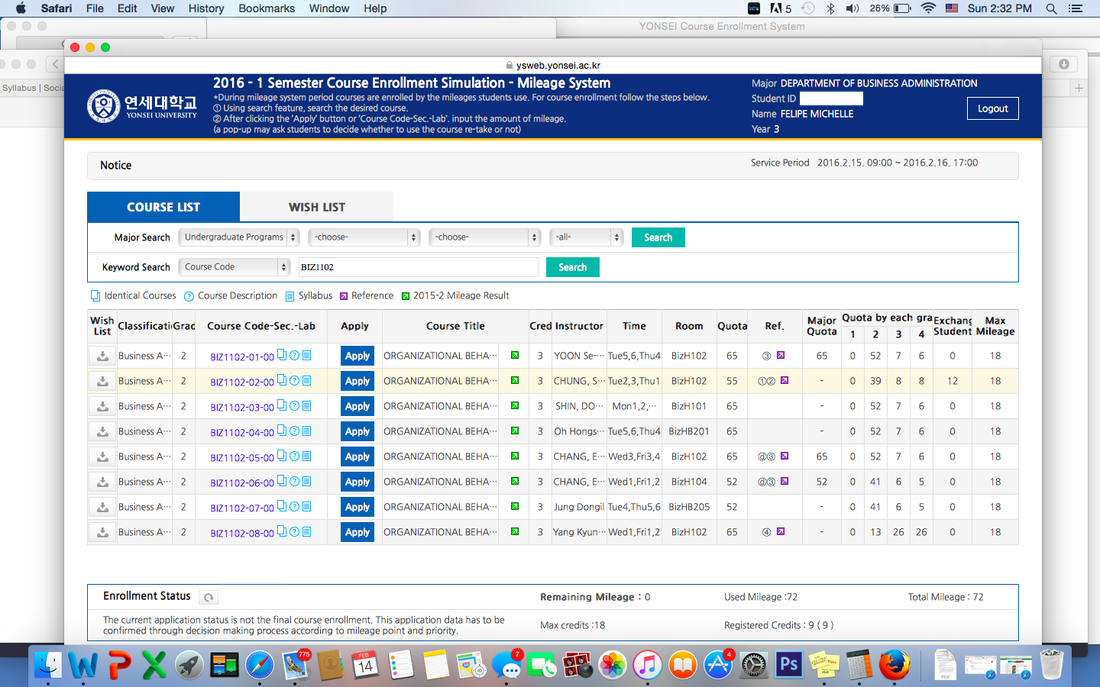 Safari File Edit View History Bookmarks Window Help 5 26% Sun 2:32 PM
YONSEI Course Enrollment System
ysweb.yonsei.ac.kr
Syllabus | Socia
연세대학교
YONSEI UNIVERSITY
2016 - 1 Semester Course Enrollment Simulation - Mileage System
*During mileage system period courses are enrolled by the mileages students use. For course enrollment follow the steps below.
① Using search feature, search the desired course.
② After clicking the 'Apply' button or 'Course Code-Sec.-Lab'. input the amount of mileage.
(a pop-up may ask students to decide whether to use the course re-take or not)
Major DEPARTMENT OF BUSINESS ADMINISTRATION
Student ID
Name FELIPE MICHELLE
Year 3
Logout
Notice
Service Period 2016.2.15. 09:00 ~ 2016.2.16. 17:00
COURSE LIST WISH LIST
Major Search Undergraduate Programs -choose- -choose- -all- Search
Keyword Search Course Code BIZ1102 Search
Identical Courses Course Description Syllabus Reference 2015-2 Mileage Result
Wish List Classificati Grad Course Code-Sec.-Lab Apply Course Title Cred Instructor Time Room Quota Ref. Major Quota Quota by each gra 1 2 3 4 Exchang Student Max Mileage
Business A··· 2 BIZ1102-01-00 Apply ORGANIZATIONAL BEHA··· 3 YOON Se-··· Tue5,6,Thu4 BizH102 65 ③ 65 0 52 7 6 0 18
Business A··· 2 BIZ1102-02-00 Apply ORGANIZATIONAL BEHA··· 3 CHUNG, S··· Tue2,3,Thu1 BizH102 55 ①② - 0 39 8 8 12 18
Business A··· 2 BIZ1102-03-00 Apply ORGANIZATIONAL BEHA··· 3 SHIN, DO··· Mon1,2,··· BizH101 65 - 0 52 7 6 0 18
Business A··· 2 BIZ1102-04-00 Apply ORGANIZATIONAL BEHA··· 3 Oh Hongs··· Tue5,6,Thu4 BizHB201 65 - 0 52 7 6 0 18
Business A··· 2 BIZ1102-05-00 Apply ORGANIZATIONAL BEHA··· 3 CHANG, E··· Wed3,Fri3,4 BizH102 65 ⓐ③ 65 0 52 7 6 0 18
Business A··· 2 BIZ1102-06-00 Apply ORGANIZATIONAL BEHA··· 3 CHANG, E··· Wed1,Fri1,2 BizH104 52 ⓐ③ 52 0 41 6 5 0 18
Business A··· 2 BIZ1102-07-00 Apply ORGANIZATIONAL BEHA··· 3 Jung Dongil Tue4,Thu5,6 BizHB205 52 - 0 41 6 5 0 18
Business A··· 2 BIZ1102-08-00 Apply ORGANIZATIONAL BEHA··· 3 Yang Kyun··· Wed1,Fri1,2 BizH102 65 ④ - 0 13 26 26 0 18
Enrollment Status Remaining Mileage : 0 Used Mileage :72 Total Mileage : 72
The current application status is not the final course enrollment. This application data has to be
confirmed through decision making process according to mileage point and priority.
Max credits :18 Registered Credits : 9 ( 9 )
775 FEB 14 7 4 Ps